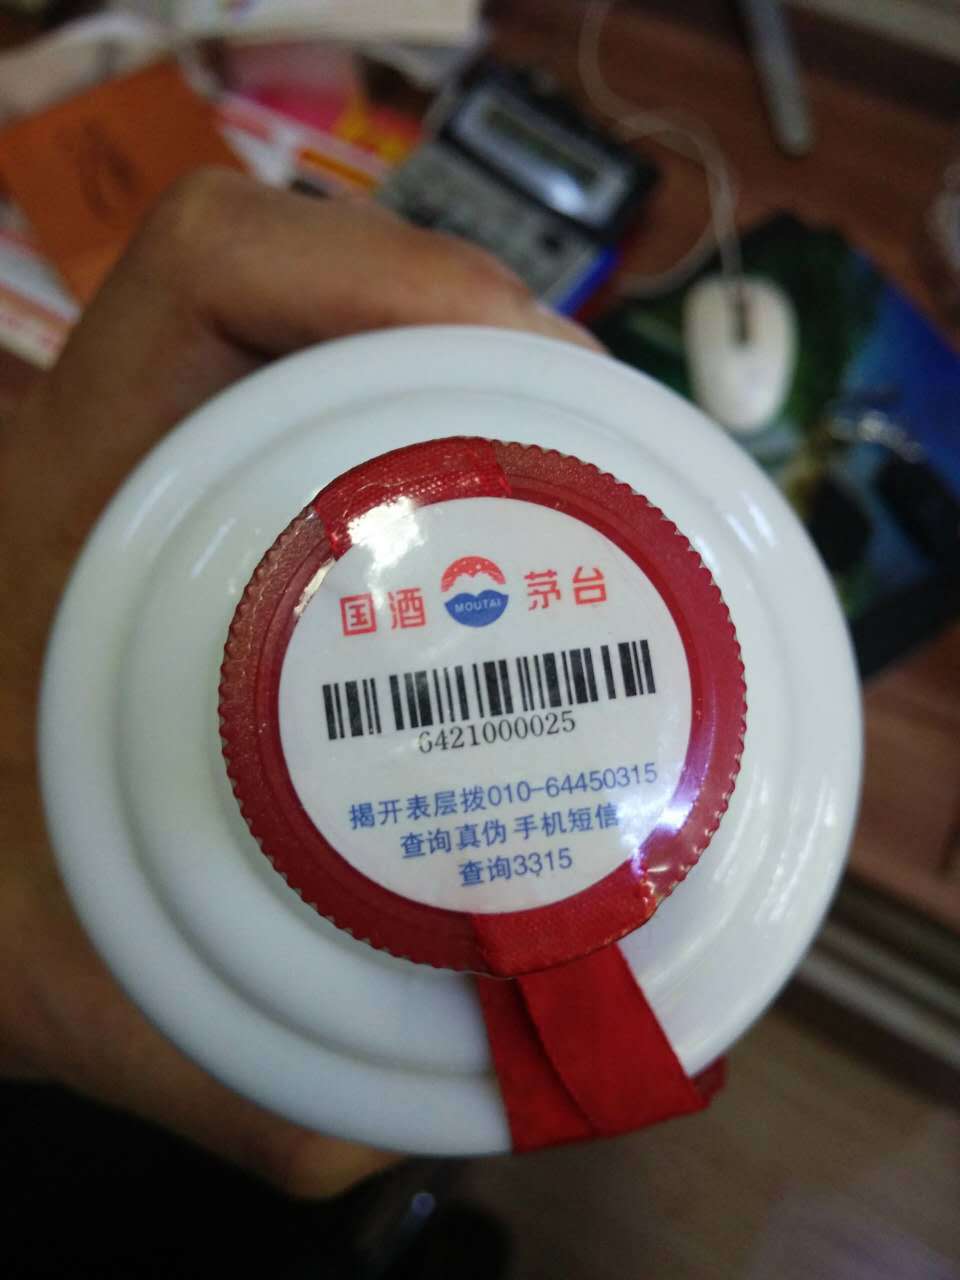 国酒 MOUTAI 茅台
6421000025
揭开表层拨010-64450315
查询真伪 手机短信
查询3315